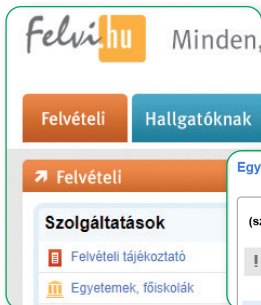 Felvi.hu
Minden,
Felvételi
Hallgatóknak
Felvételi
Szolgáltatások
Felvételi tájékoztató
Egyetemek, főiskolák
Egy
(sz
!